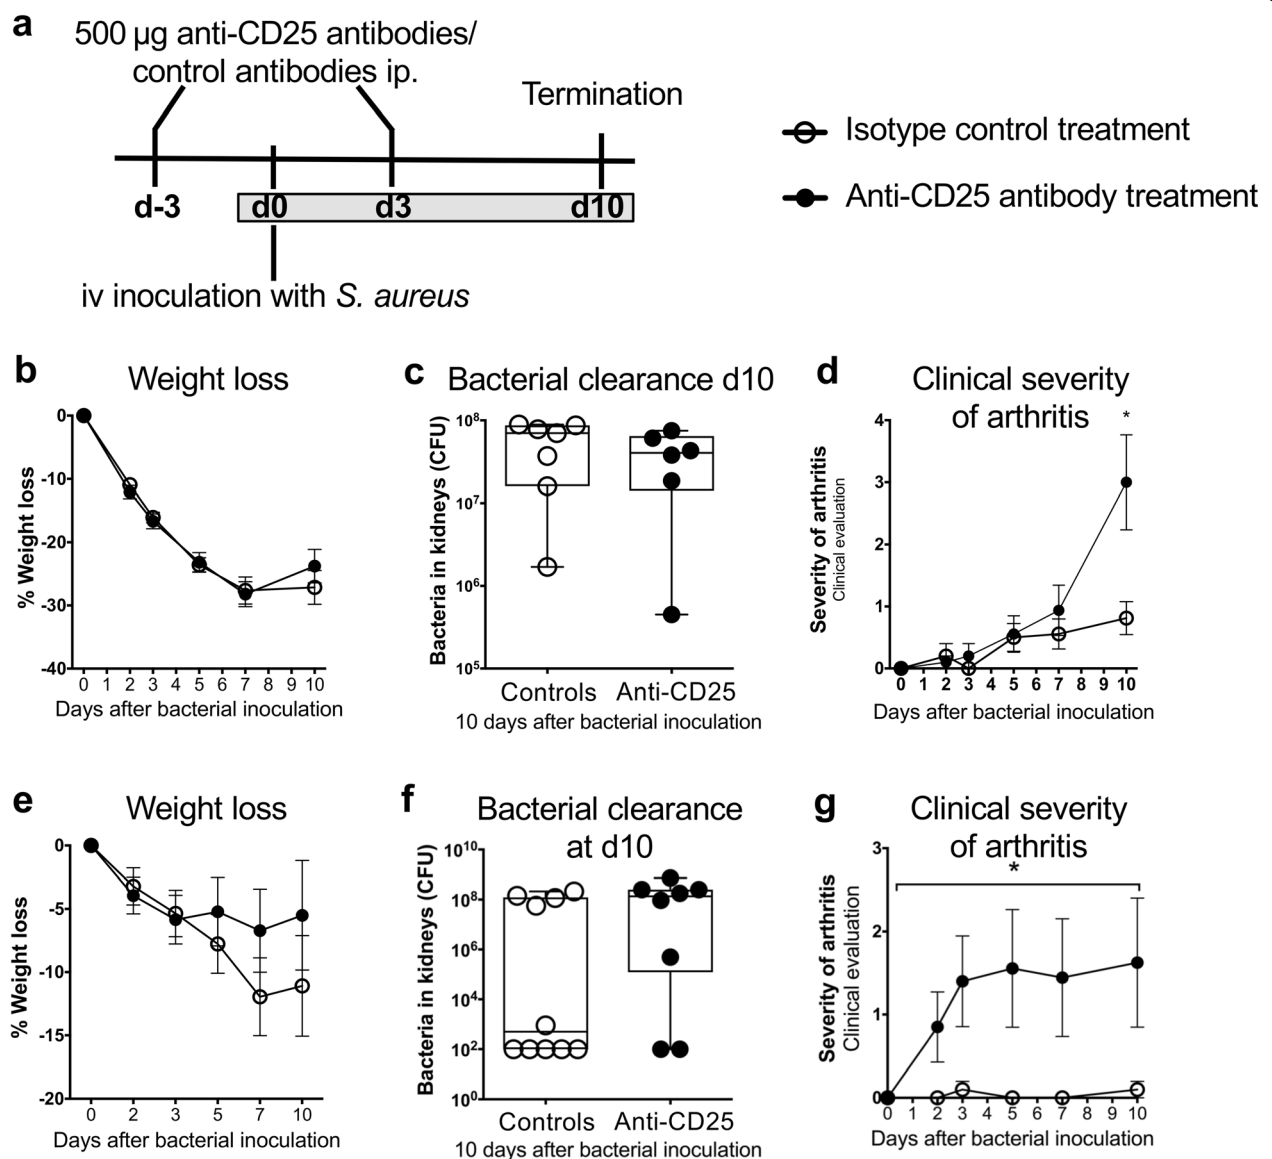 a
500 µg anti-CD25 antibodies/
control antibodies ip.
Termination
d-3
d0
d3
d10
iv inoculation with S. aureus
Isotype control treatment
Anti-CD25 antibody treatment
b
Weight loss
% Weight loss
0
-10
-20
-30
-40
0 1 2 3 4 5 6 7 8 9 10
Days after bacterial inoculation
c
Bacterial clearance d10
Bacteria in kidneys (CFU)
10⁸
10⁷
10⁶
10⁵
Controls
Anti-CD25
10 days after bacterial inoculation
d
Clinical severity
of arthritis
*
Severity of arthritis
Clinical evaluation
4
3
2
1
0
0 1 2 3 4 5 6 7 8 9 10
Days after bacterial inoculation
e
Weight loss
% Weight loss
0
-5
-10
-15
-20
0 2 3 5 7 10
Days after bacterial inoculation
f
Bacterial clearance
at d10
Bacteria in kidneys (CFU)
10¹⁰
10⁸
10⁶
10⁴
10²
10⁰
Controls
Anti-CD25
10 days after bacterial inoculation
g
Clinical severity
of arthritis
*
Severity of arthritis
Clinical evaluation
3
2
1
0
0 1 2 3 4 5 6 7 8 9 10
Days after bacterial inoculation